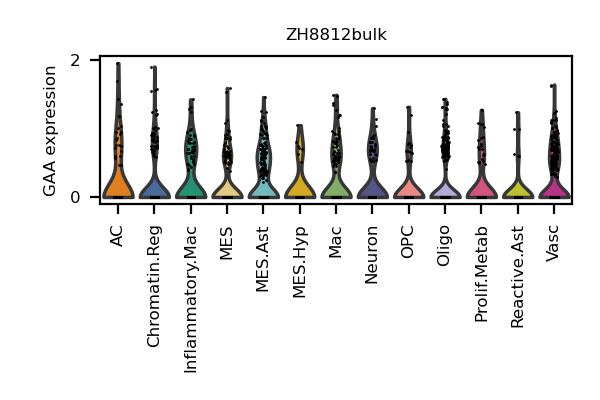 ZH8812bulk
GAA expression
2
0
AC
Chromatin.Reg
Inflammatory.Mac
MES
MES.Ast
MES.Hyp
Mac
Neuron
OPC
Oligo
Prolif.Metab
Reactive.Ast
Vasc